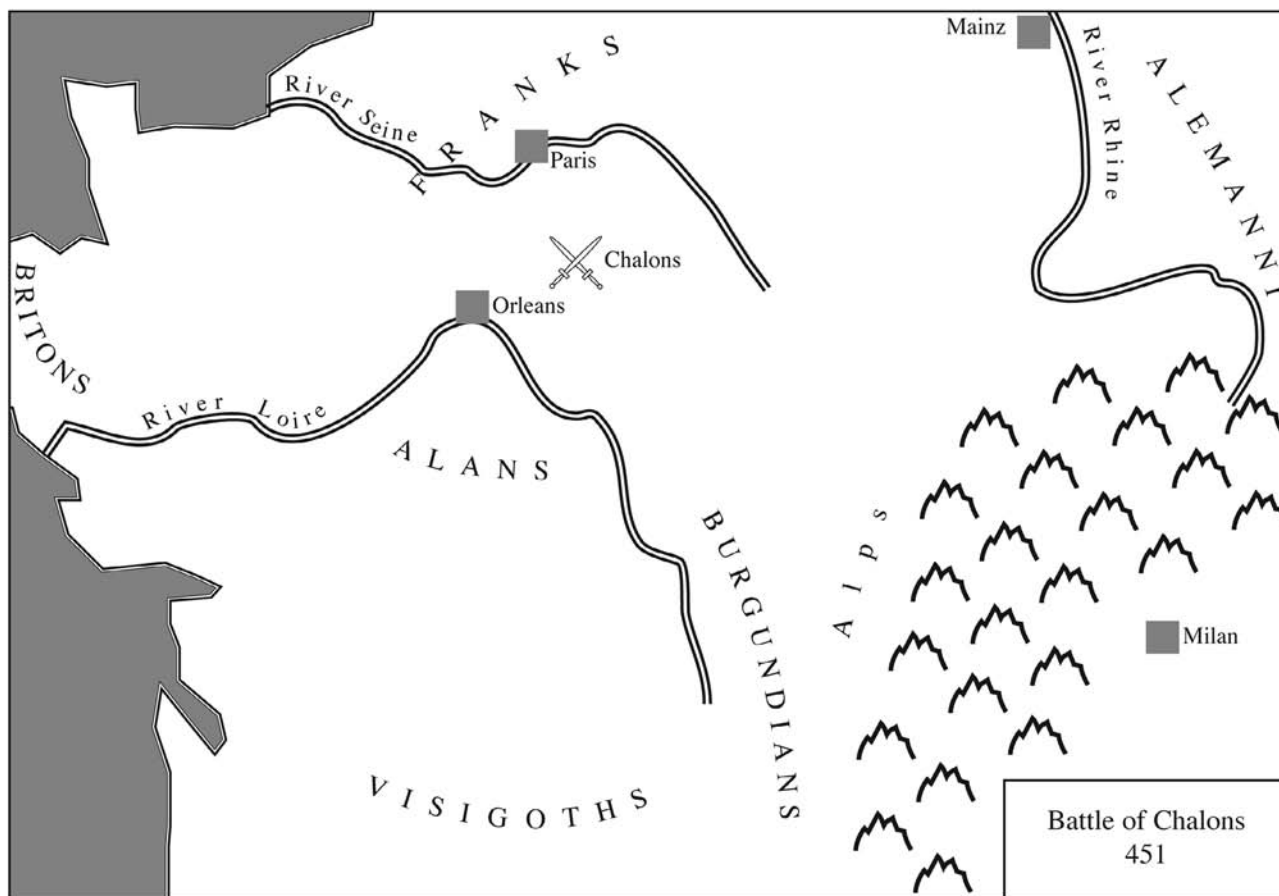 Mainz
River Seine
FRANKS
River Rhine
ALEMANNI
Paris
Chalons
Orleans
BRITONS
River Loire
ALANS
BURGUNDIANS
Alps
Milan
VISIGOTHS
Battle of Chalons
451